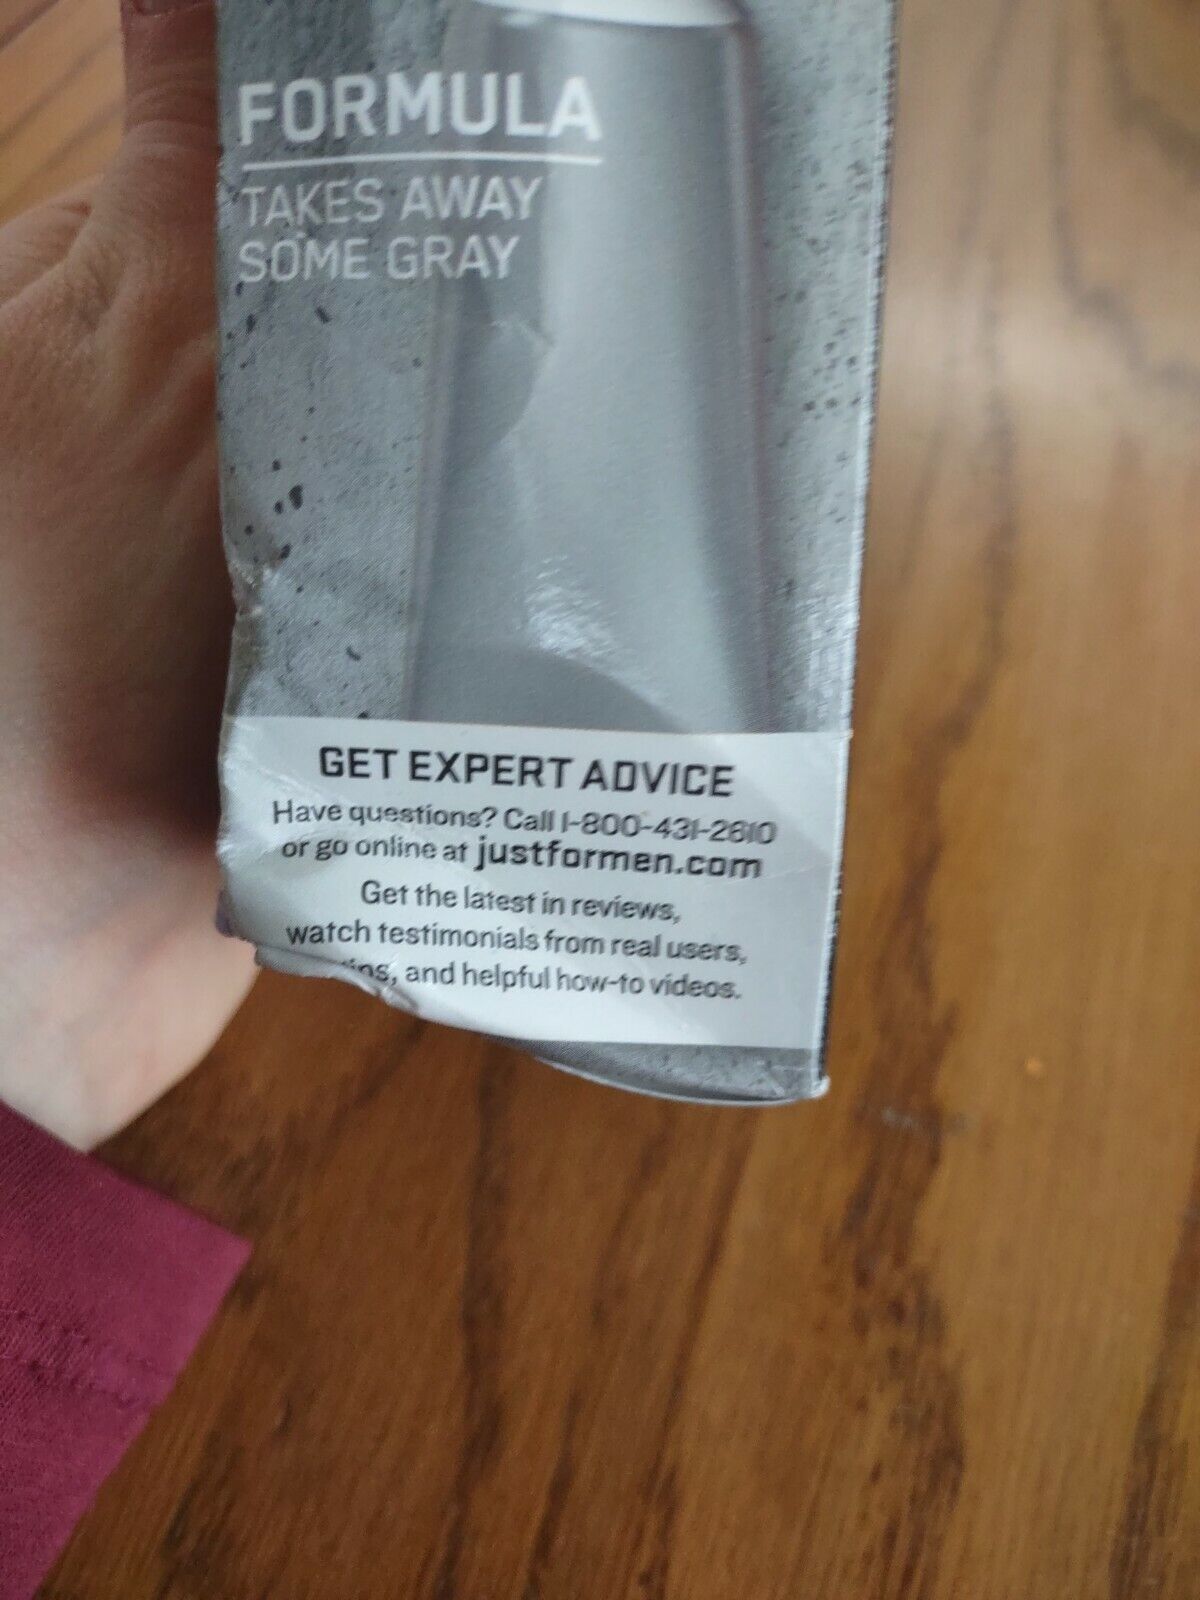 FORMULA
TAKES AWAY
SOME GRAY
GET EXPERT ADVICE
Have questions? Call 1-800-431-2610
or go online at justformen.com
Get the latest in reviews,
watch testimonials from real users,
and helpful how-to videos.